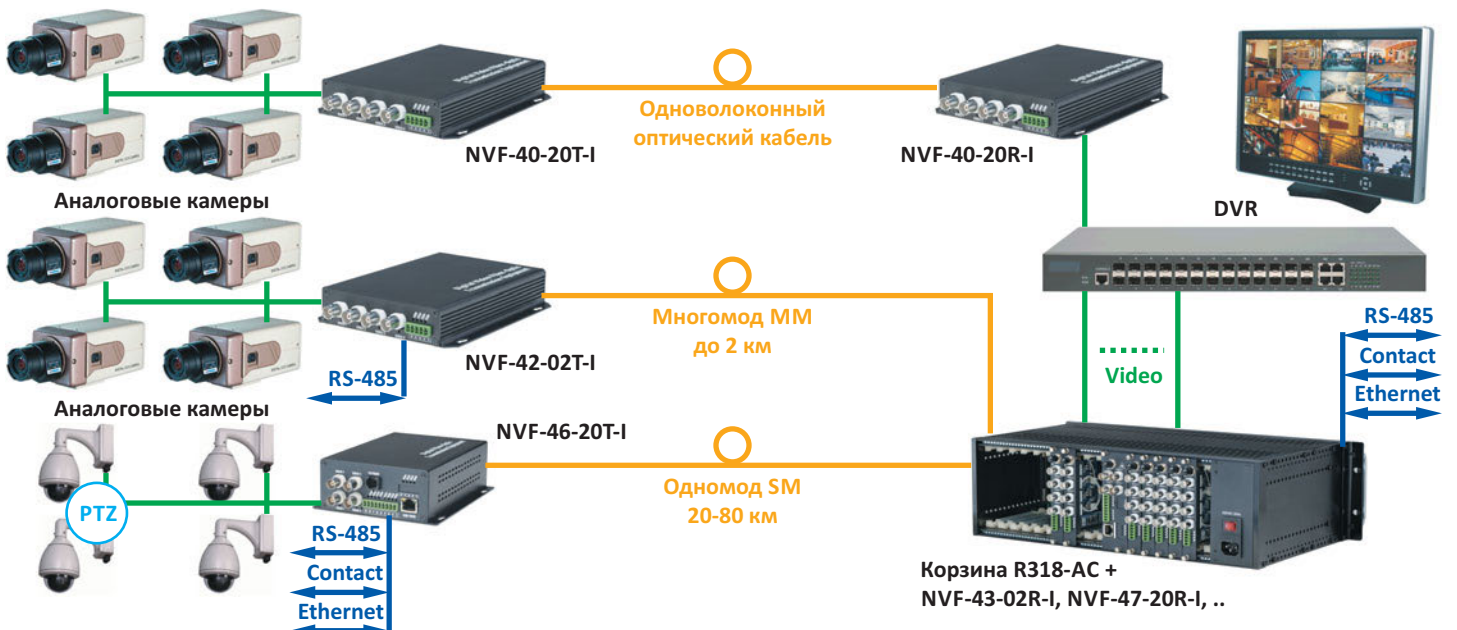 Аналоговые камеры
NVF-40-20T-I
Одноволоконный
оптический кабель
NVF-40-20R-I
DVR
Аналоговые камеры
RS-485
NVF-42-02T-I
Многомод ММ
до 2 км
Video
RS-485
Contact
Ethernet
PTZ
NVF-46-20T-I
RS-485
Contact
Ethernet
Одномод SM
20-80 км
Корзина R318-AC +
NVF-43-02R-I, NVF-47-20R-I, ..